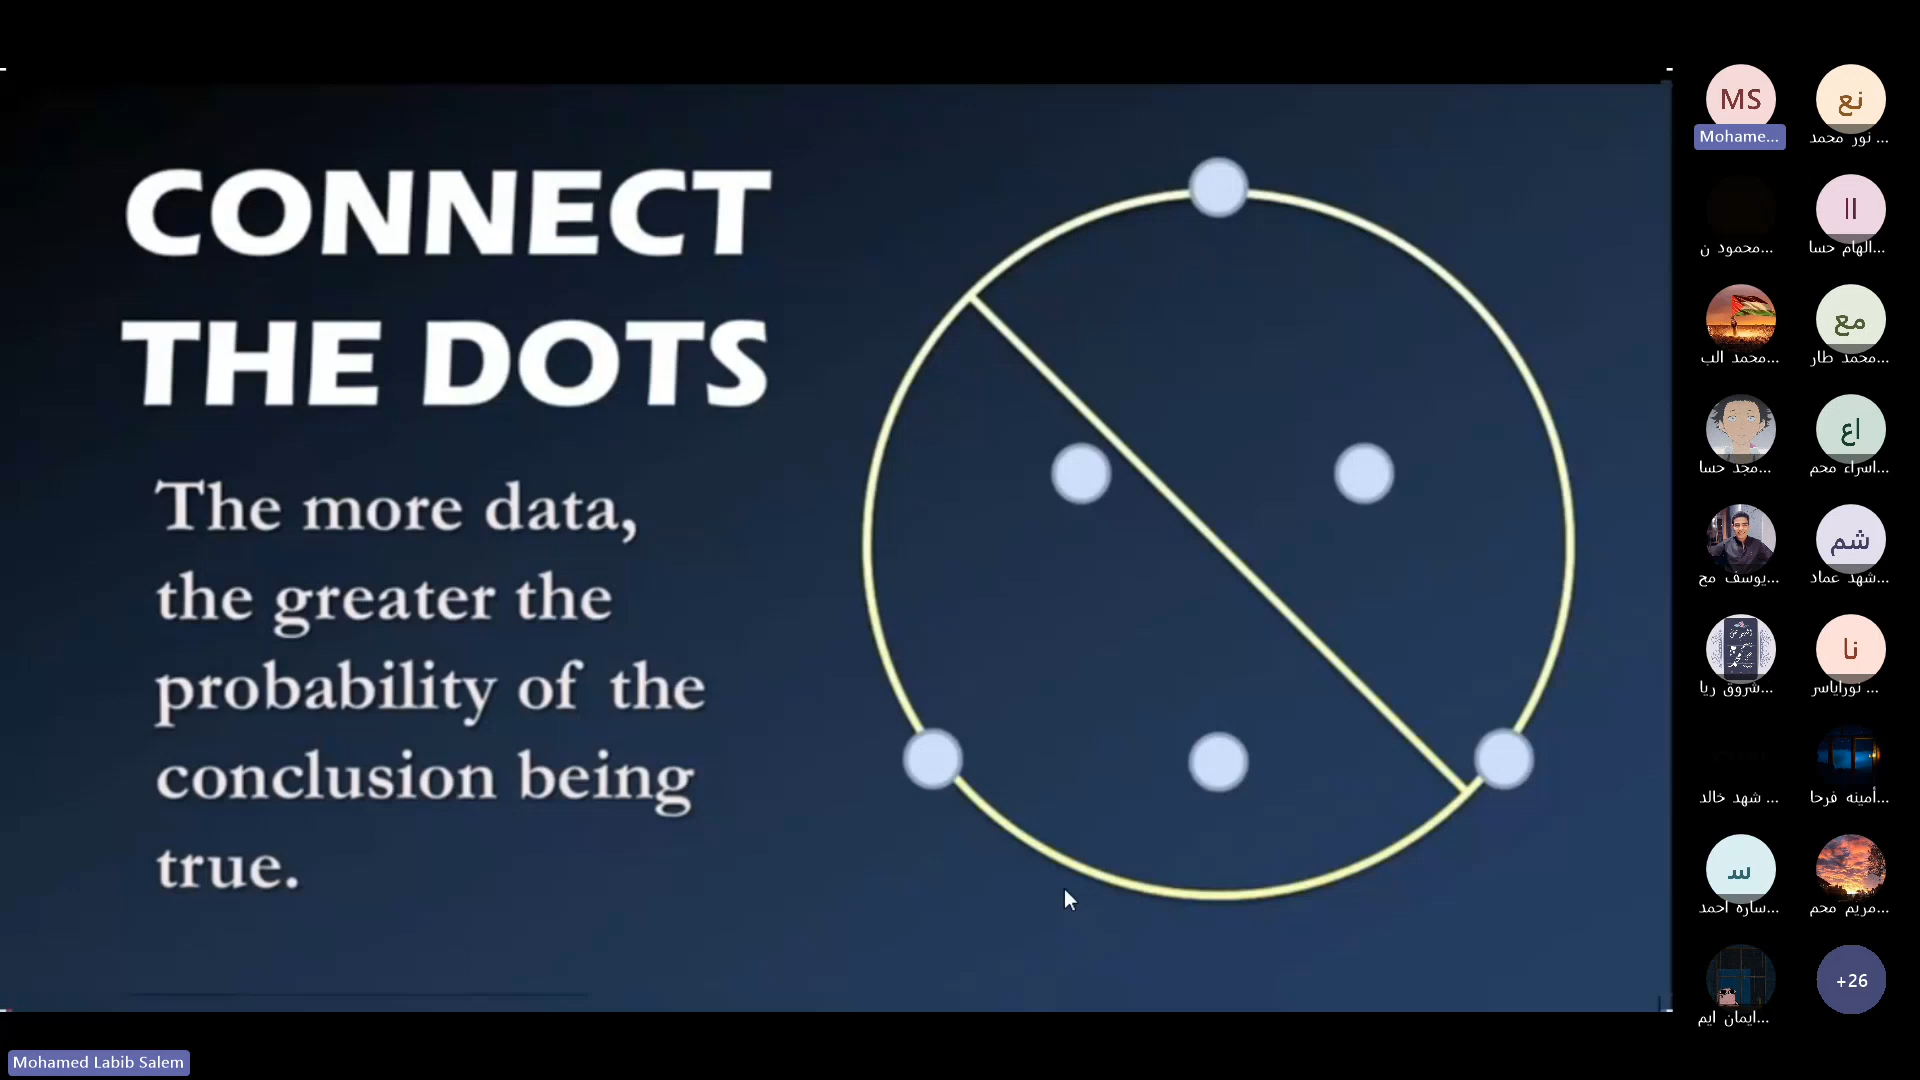 CONNECT
THE DOTS
The more data,
the greater the
probability of the
conclusion being
true.
MS
نع
Mohame...
نور محمد ...
اا
محمود ن...
الهام حسا...
مع
محمد الب...
محمد طار...
اع
مجد حسا...
اسراء محم...
شم
يوسف مح...
شهد عماد...
نا
شروق ريا...
نوراياسر ...
شهد خالد ...
أمينه فرحا...
س
ساره احمد...
مريم محم...
+26
ايمان ايم...
Mohamed Labib Salem